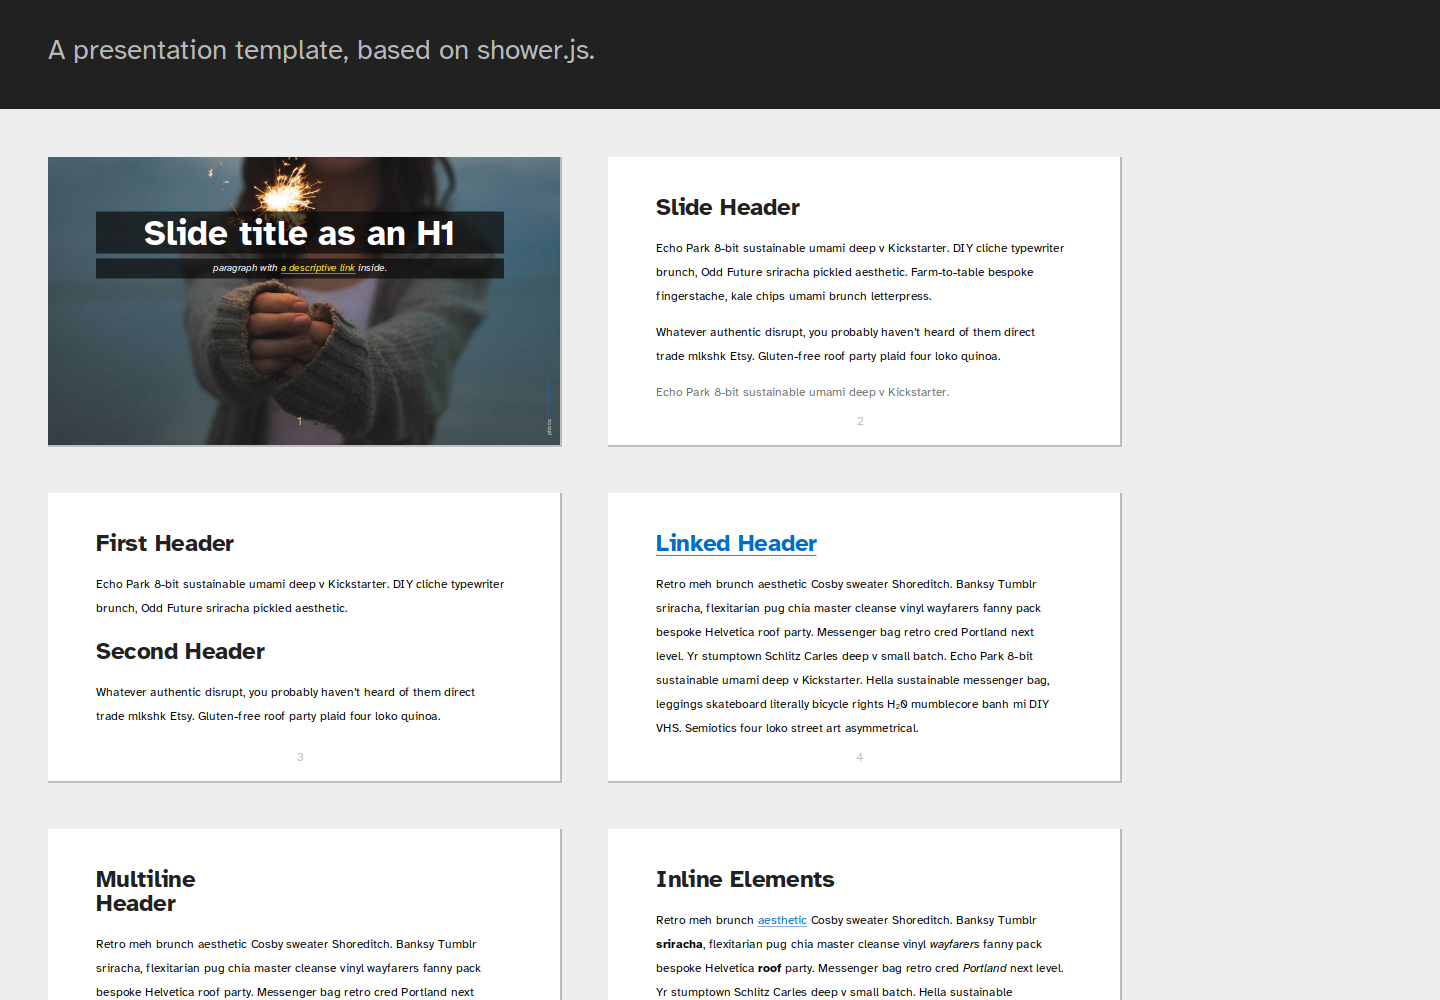 A presentation template, based on shower.js.
Slide title as an H1
paragraph with a descriptive link inside.
photo:
1
Slide Header
Echo Park 8-bit sustainable umami deep v Kickstarter. DIY cliche typewriter
brunch, Odd Future sriracha pickled aesthetic. Farm-to-table bespoke
fingerstache, kale chips umami brunch letterpress.
Whatever authentic disrupt, you probably haven't heard of them direct
trade mlkshk Etsy. Gluten-free roof party plaid four loko quinoa.
Echo Park 8-bit sustainable umami deep v Kickstarter.
2
First Header
Echo Park 8-bit sustainable umami deep v Kickstarter. DIY cliche typewriter
brunch, Odd Future sriracha pickled aesthetic.
Second Header
Whatever authentic disrupt, you probably haven't heard of them direct
trade mlkshk Etsy. Gluten-free roof party plaid four loko quinoa.
3
Linked Header
Retro meh brunch aesthetic Cosby sweater Shoreditch. Banksy Tumblr
sriracha, flexitarian pug chia master cleanse vinyl wayfarers fanny pack
bespoke Helvetica roof party. Messenger bag retro cred Portland next
level. Yr stumptown Schlitz Carles deep v small batch. Echo Park 8-bit
sustainable umami deep v Kickstarter. Hella sustainable messenger bag,
leggings skateboard literally bicycle rights H₂0 mumblecore banh mi DIY
VHS. Semiotics four loko street art asymmetrical.
4
Multiline
Header
Retro meh brunch aesthetic Cosby sweater Shoreditch. Banksy Tumblr
sriracha, flexitarian pug chia master cleanse vinyl wayfarers fanny pack
bespoke Helvetica roof party. Messenger bag retro cred Portland next
Inline Elements
Retro meh brunch aesthetic Cosby sweater Shoreditch. Banksy Tumblr
sriracha, flexitarian pug chia master cleanse vinyl wayfarers fanny pack
bespoke Helvetica roof party. Messenger bag retro cred Portland next level.
Yr stumptown Schlitz Carles deep v small batch. Hella sustainable